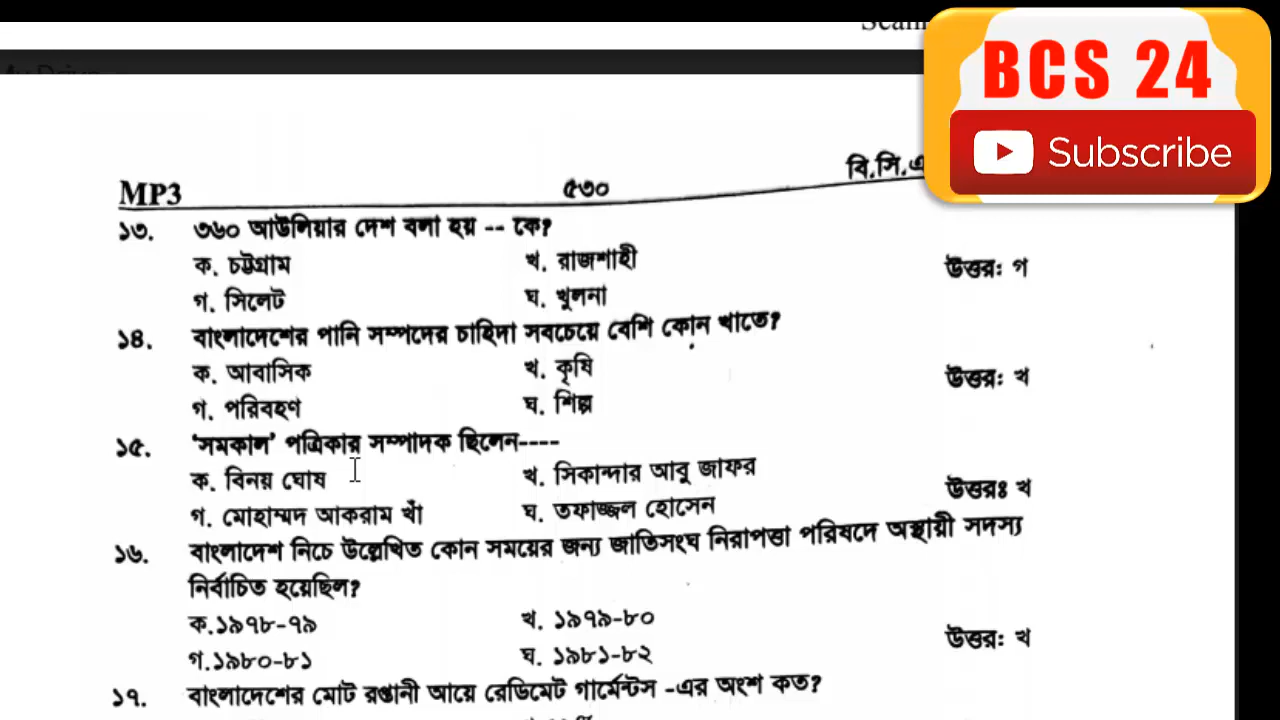 BCS 24
Subscribe
MP3 ৫৩০ বি.সি.এ
১৩. ৩৬০ আউলিয়ার দেশ বলা হয় -- কে?
ক. চট্টগ্রাম খ. রাজশাহী
গ. সিলেট ঘ. খুলনা উত্তরঃ গ
১৪. বাংলাদেশের পানি সম্পদের চাহিদা সবচেয়ে বেশি কোন খাতে?
ক. আবাসিক খ. কৃষি
গ. পরিবহণ ঘ. শিল্প উত্তরঃ খ
১৫. ‘সমকাল’ পত্রিকার সম্পাদক ছিলেন----
ক. বিনয় ঘোষ খ. সিকান্দার আবু জাফর
গ. মোহাম্মদ আকরাম খাঁ ঘ. তফাজ্জল হোসেন উত্তরঃ খ
১৬. বাংলাদেশ নিচে উল্লেখিত কোন সময়ের জন্য জাতিসংঘ নিরাপত্তা পরিষদে অস্থায়ী সদস্য
নির্বাচিত হয়েছিল?
ক.১৯৭৮-৭৯ খ. ১৯৭৯-৮০
গ.১৯৮০-৮১ ঘ. ১৯৮১-৮২ উত্তরঃ খ
১৭. বাংলাদেশের মোট রপ্তানী আয়ে রেডিমেট গার্মেন্টস -এর অংশ কত?